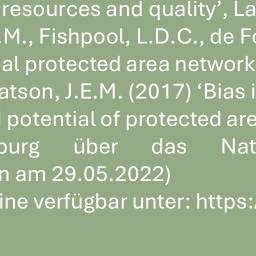 resources and quality’, La
.M., Fishpool, L.D.C., de Fo
al protected area network
atson, J.E.M. (2017) ‘Bias i
potential of protected are
burg über das Nat
n am 29.05.2022)
ine verfügbar unter: https:/